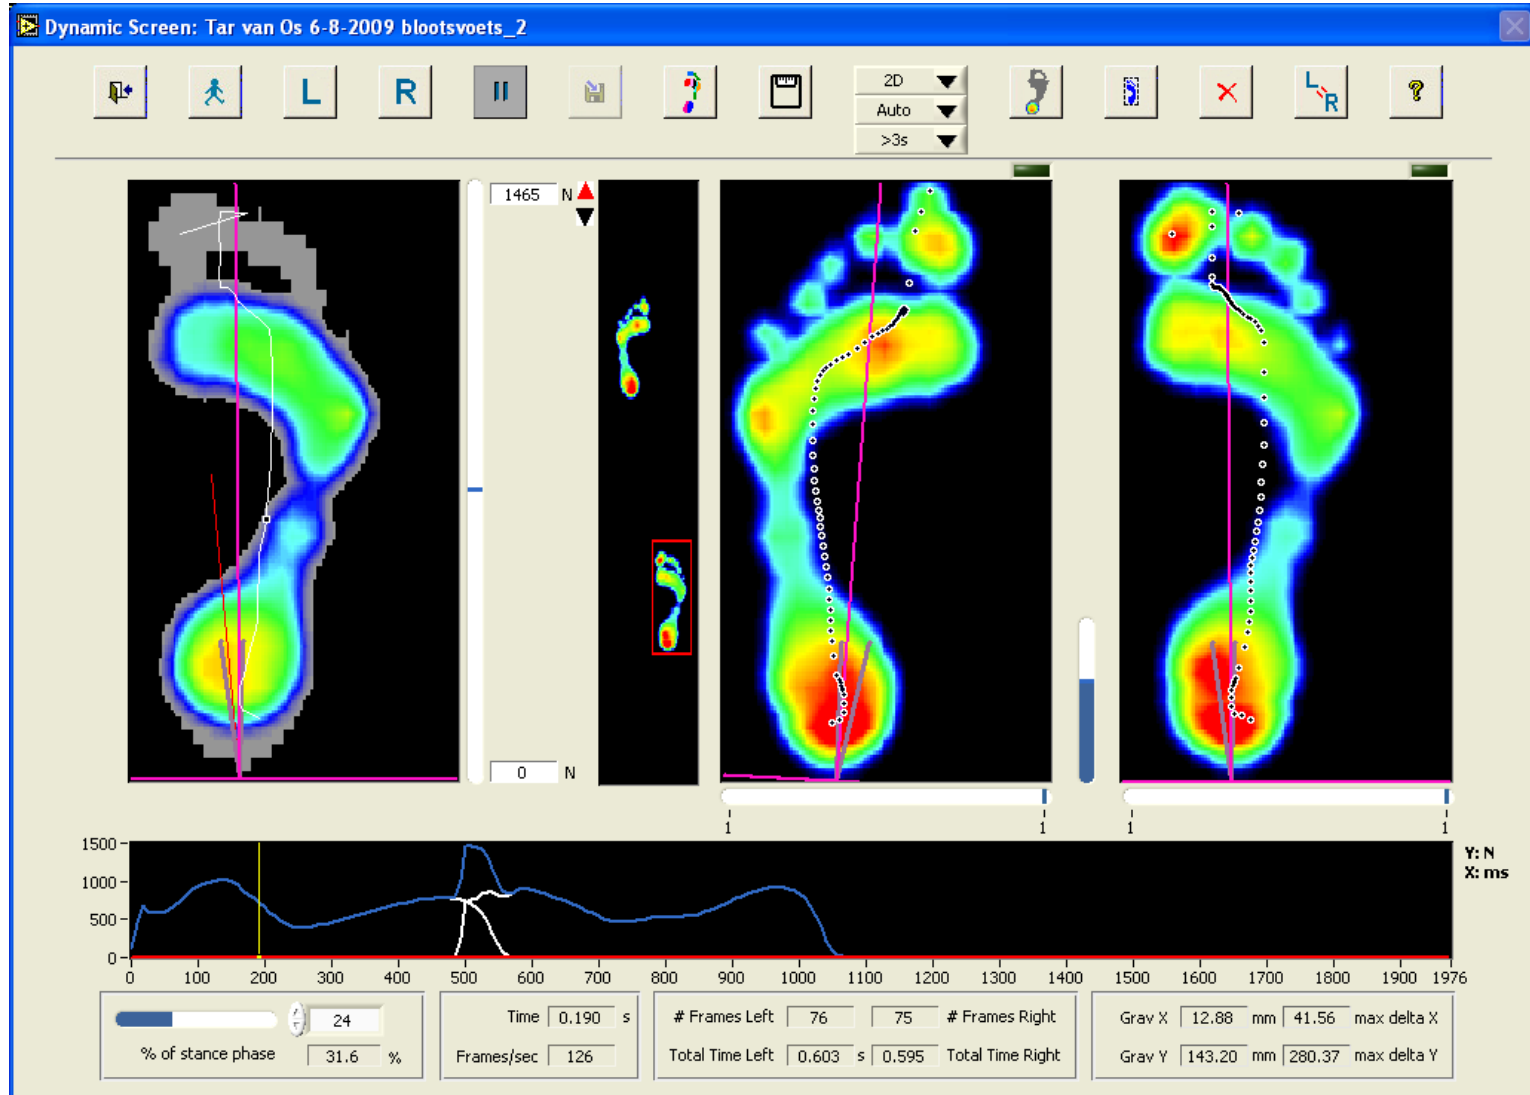 Dynamic Screen: Tar van Os 6-8-2009 blootsvoets_2
L R 2D
Auto
>3s
L R ?
1465 N
0 N
1 1 1 1
1500
1000
500
0
Y: N
X: ms
0 100 200 300 400 500 600 700 800 900 1000 1100 1200 1300 1400 1500 1600 1700 1800 1900 1976
24
% of stance phase 31.6 %
Time 0.190 s
Frames/sec 126
# Frames Left 76 75 # Frames Right
Total Time Left 0.603 s 0.595 Total Time Right
Grav X 12.88 mm 41.56 max delta X
Grav Y 143.20 mm 280.37 max delta Y